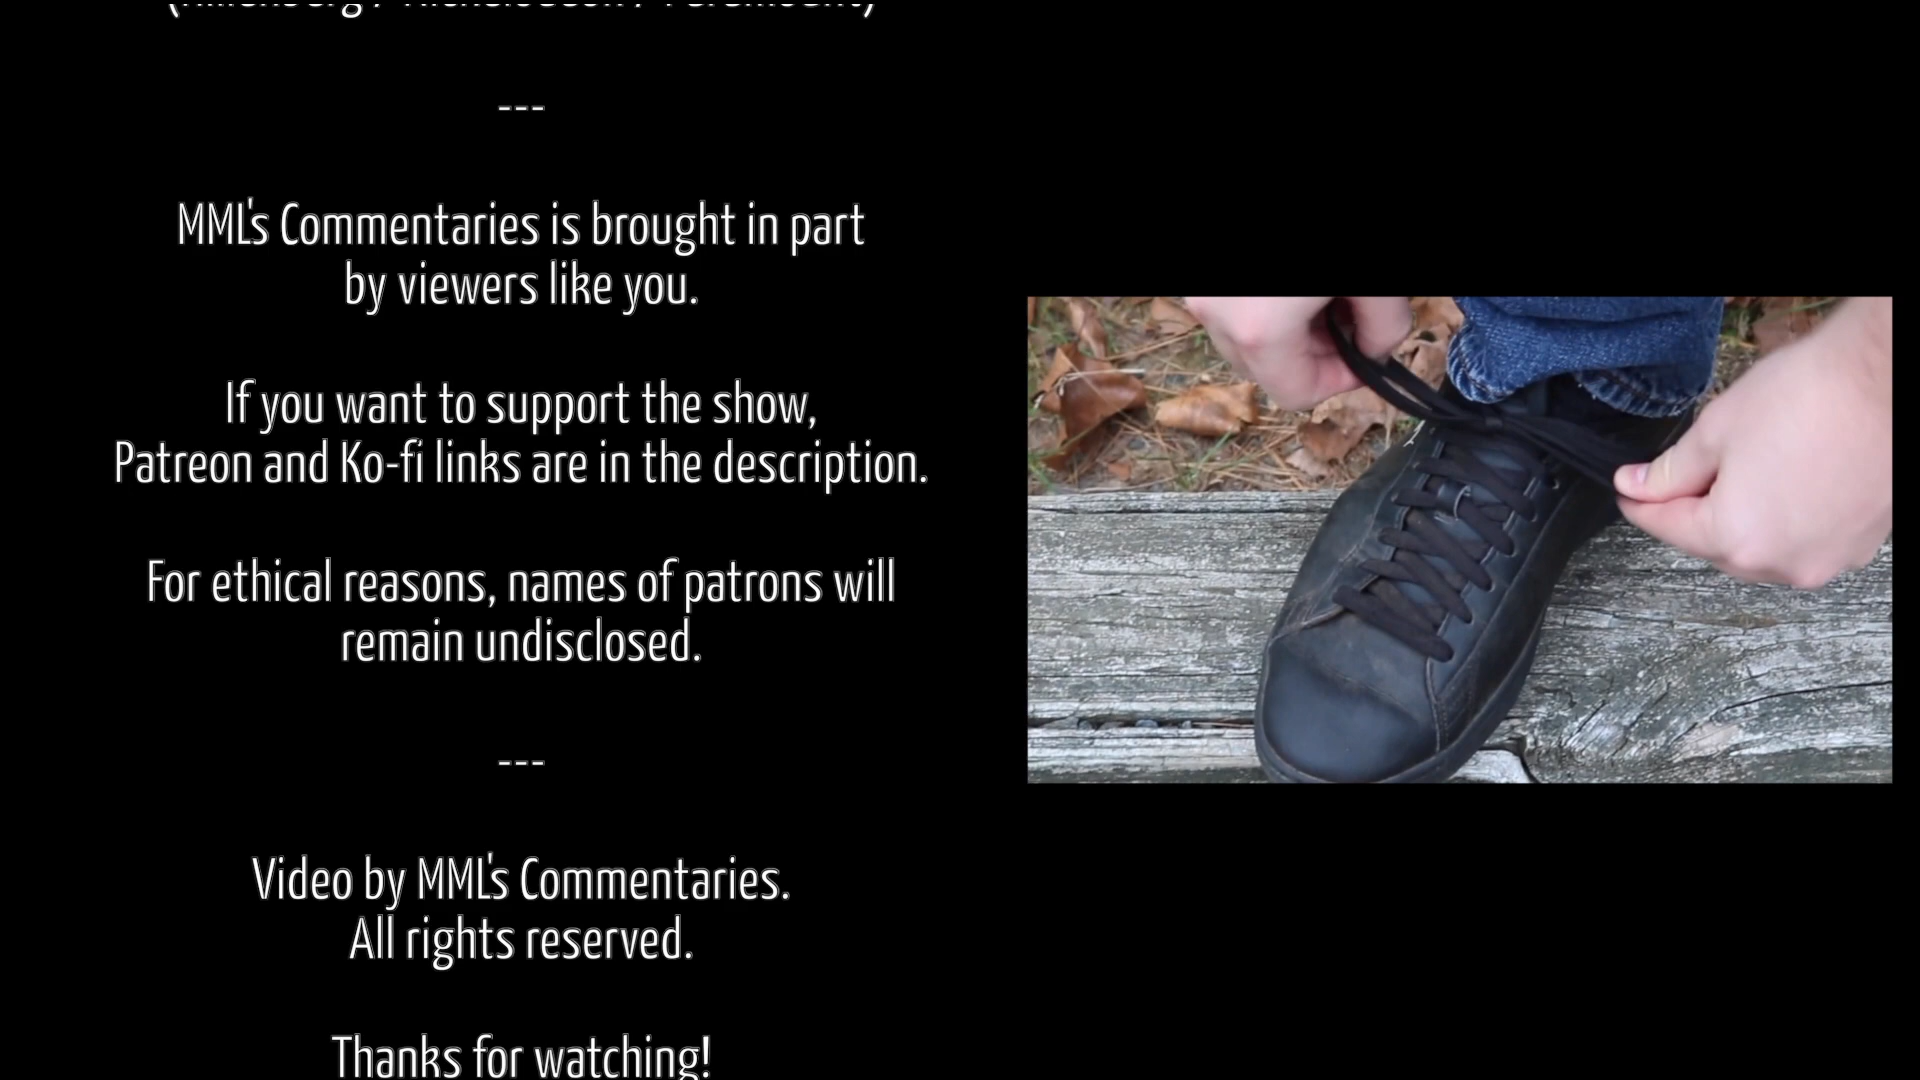 ---
MML's Commentaries is brought in part
by viewers like you.
If you want to support the show,
Patreon and Ko-fi links are in the description.
For ethical reasons, names of patrons will
remain undisclosed.
---
Video by MML's Commentaries.
All rights reserved.
Thanks for watching!